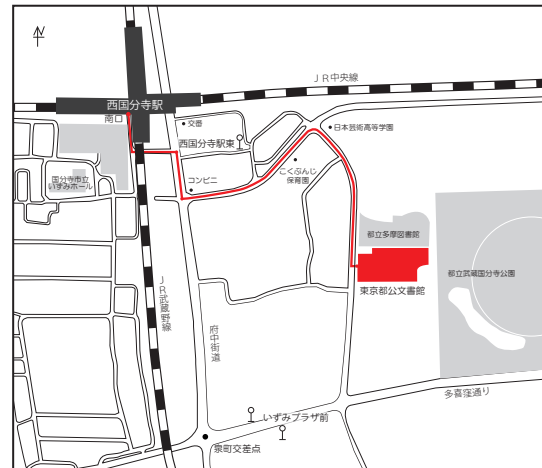 N
JR中央線
西国分寺駅
南口
交番
日本芸術高等学園
西国分寺駅東
こくぶんじ
保育園
国分寺市立
いずみホール
コンビニ
都立多摩図書館
都立武蔵国分寺公園
東京都公文書館
JR武蔵野線
府中街道
多喜窪通り
いずみプラザ前
泉町交差点